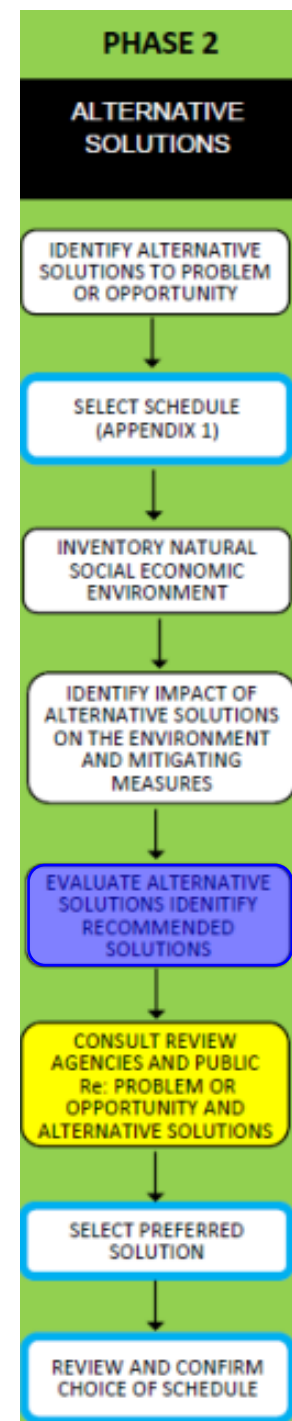 PHASE 2
ALTERNATIVE
SOLUTIONS
IDENTIFY ALTERNATIVE
SOLUTIONS TO PROBLEM
OR OPPORTUNITY
SELECT SCHEDULE
(APPENDIX 1)
INVENTORY NATURAL
SOCIAL ECONOMIC
ENVIRONMENT
IDENTIFY IMPACT OF
ALTERNATIVE SOLUTIONS
ON THE ENVIRONMENT
AND MITIGATING
MEASURES
EVALUATE ALTERNATIVE
SOLUTIONS IDENITIFY
RECOMMENDED
SOLUTIONS
CONSULT REVIEW
AGENCIES AND PUBLIC
Re: PROBLEM OR
OPPORTUNITY AND
ALTERNATIVE SOLUTIONS
SELECT PREFERRED
SOLUTION
REVIEW AND CONFIRM
CHOICE OF SCHEDULE